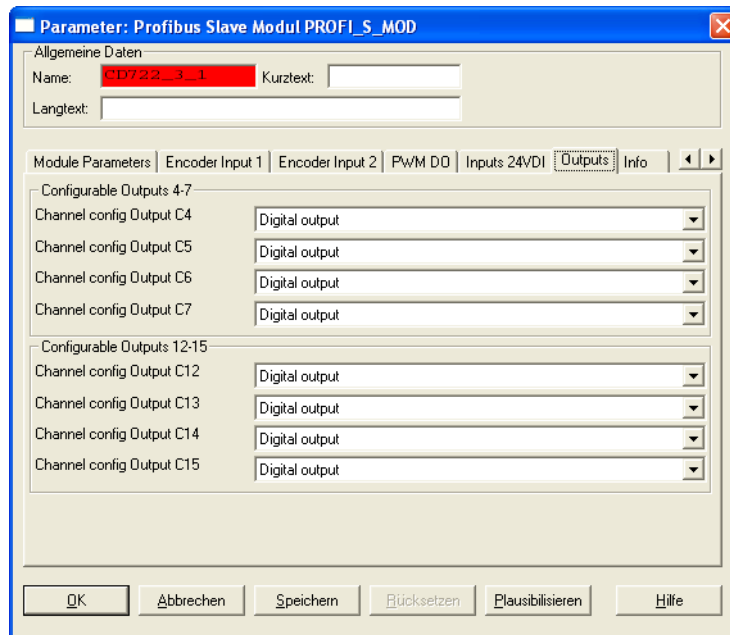 Parameter: Profibus Slave Modul PROFI_S_MOD
Allgemeine Daten
Name: CD722_3_1 Kurztext:
Langtext:
Module Parameters Encoder Input 1 Encoder Input 2 PWM DO Inputs 24VDI Outputs Info
Configurable Outputs 4-7
Channel config Output C4 Digital output
Channel config Output C5 Digital output
Channel config Output C6 Digital output
Channel config Output C7 Digital output
Configurable Outputs 12-15
Channel config Output C12 Digital output
Channel config Output C13 Digital output
Channel config Output C14 Digital output
Channel config Output C15 Digital output
OK Abbrechen Speichern Rücksetzen Plausibilisieren Hilfe